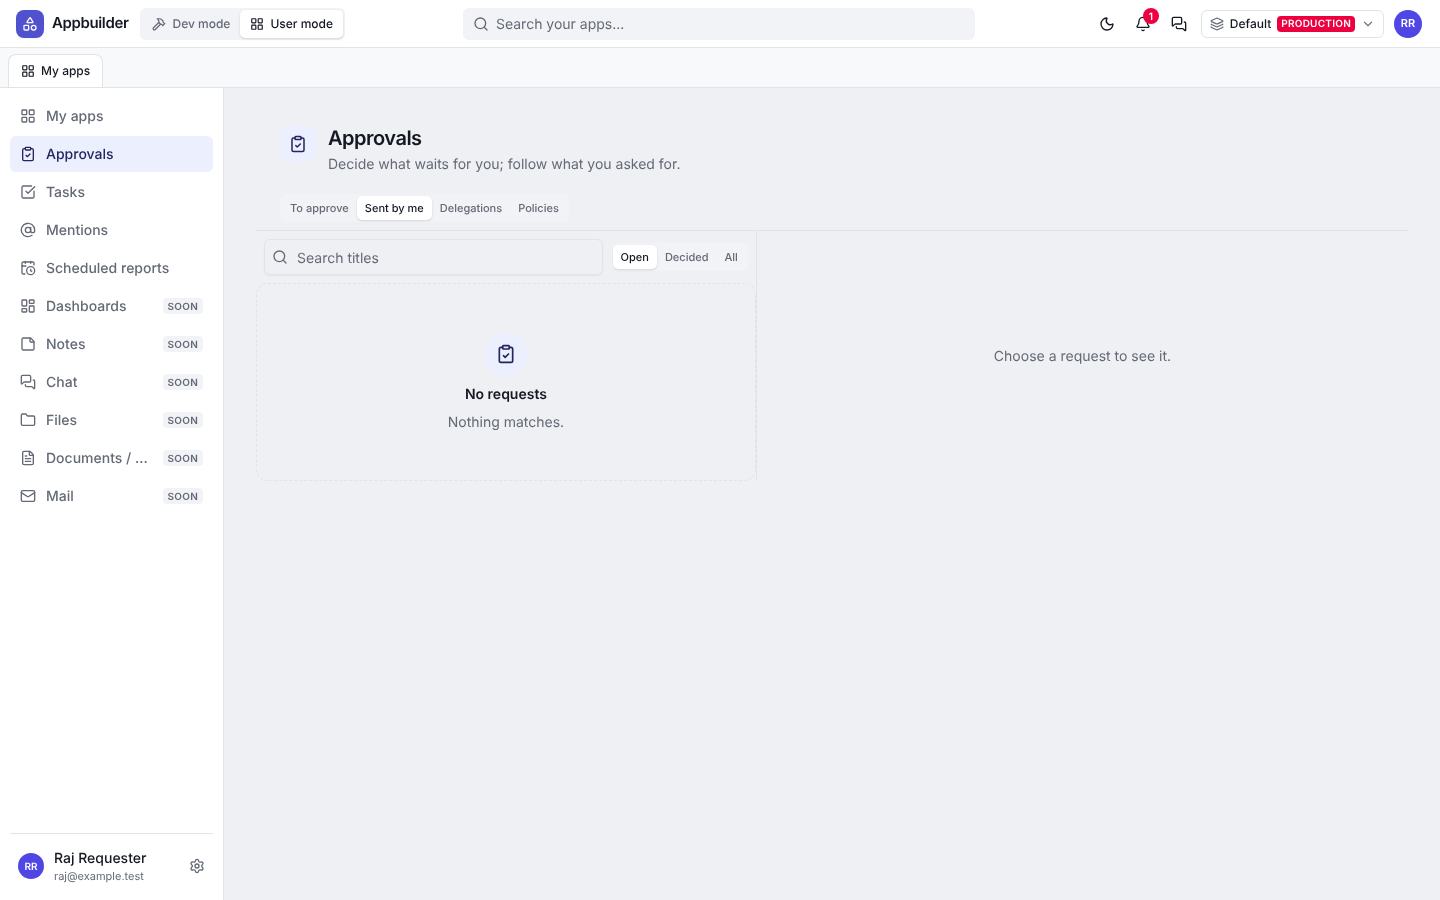 Appbuilder
Dev mode
User mode
Search your apps...
1
Default PRODUCTION
RR
My apps
My apps
Approvals
Tasks
Mentions
Scheduled reports
Dashboards SOON
Notes SOON
Chat SOON
Files SOON
Documents / ... SOON
Mail SOON
RR
Raj Requester
raj@example.test
Approvals
Decide what waits for you; follow what you asked for.
To approve Sent by me Delegations Policies
Search titles
Open Decided All
No requests
Nothing matches.
Choose a request to see it.